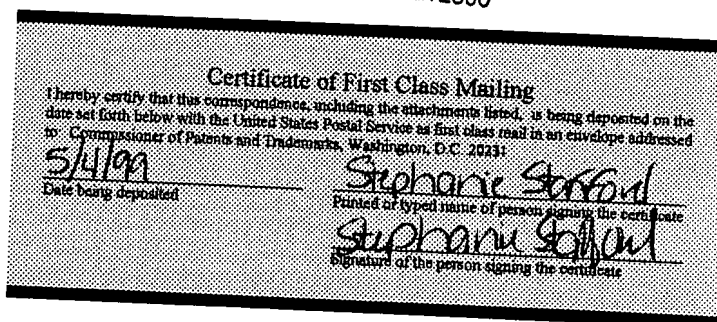 Certificate of First Class Mailing
I hereby certify that this correspondence, including the attachments listed, is being deposited on the
date set forth below with the United States Postal Service as first class mail in an envelope addressed
to: Commissioner of Patents and Trademarks, Washington, D.C. 20231
5/4/99
Date being deposited
Stephanie Stafford
Printed or typed name of person signing the certificate
Stephanie Stafford
Signature of the person signing the certificate